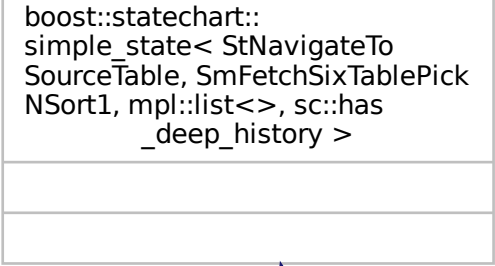 boost::statechart::
simple_state< StNavigateTo
SourceTable, SmFetchSixTablePick
NSort1, mpl::list<>, sc::has
_deep_history >